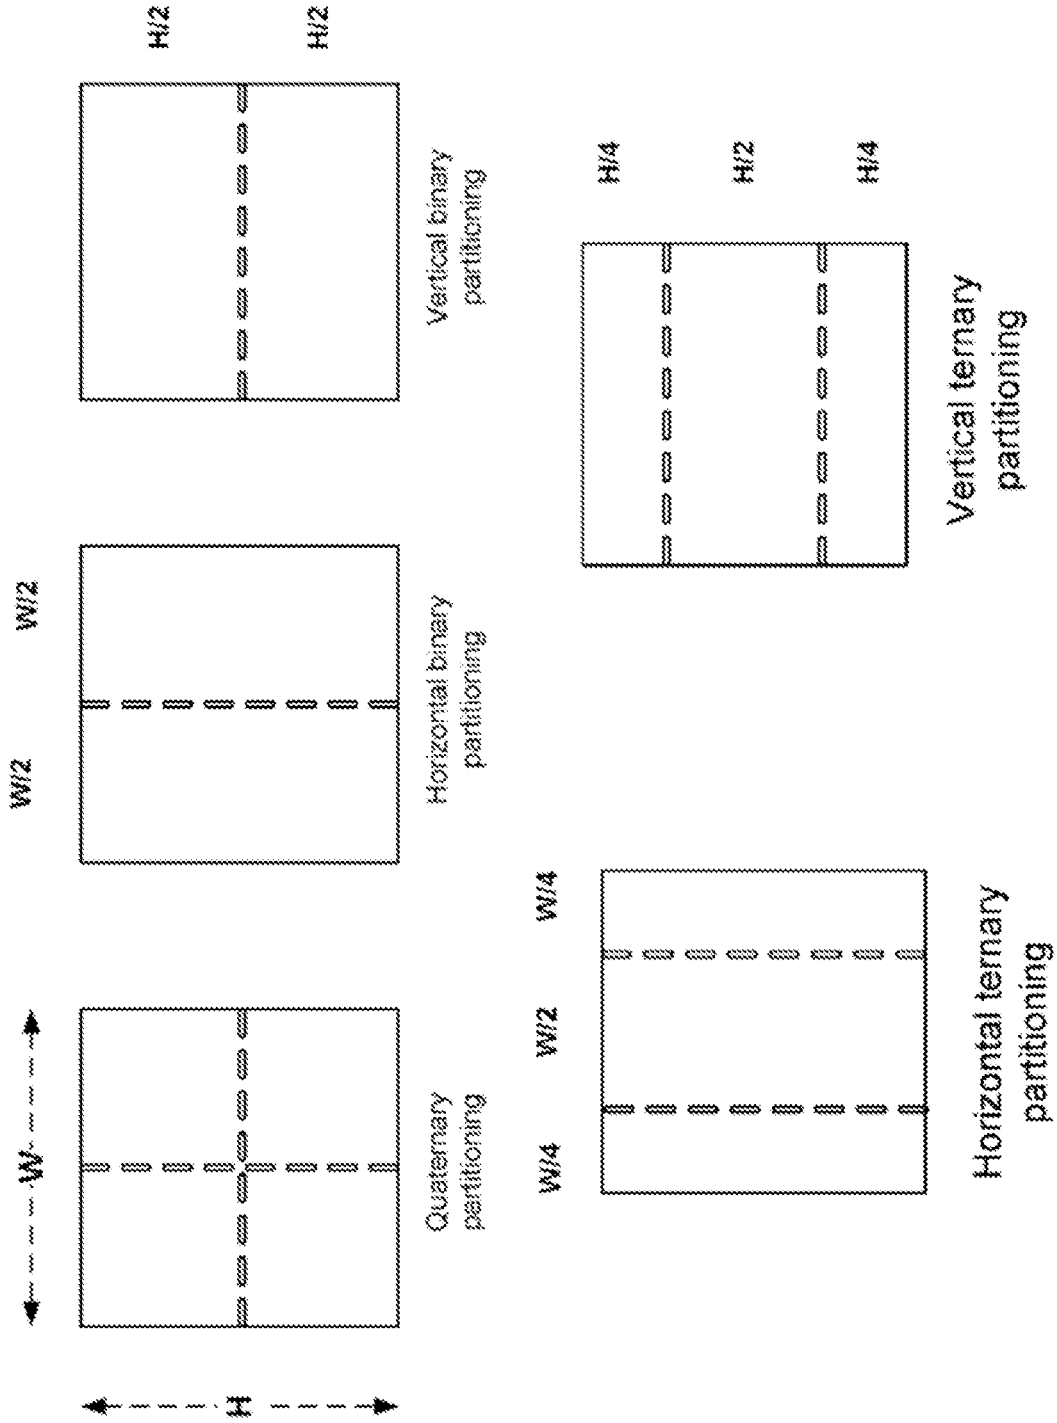 W
H
Quaternary
partitioning
W/2
W/2
Horizontal binary
partitioning
H/2
H/2
Vertical binary
partitioning
W/4
W/2
W/4
Horizontal ternary
partitioning
H/4
H/2
H/4
Vertical ternary
partitioning